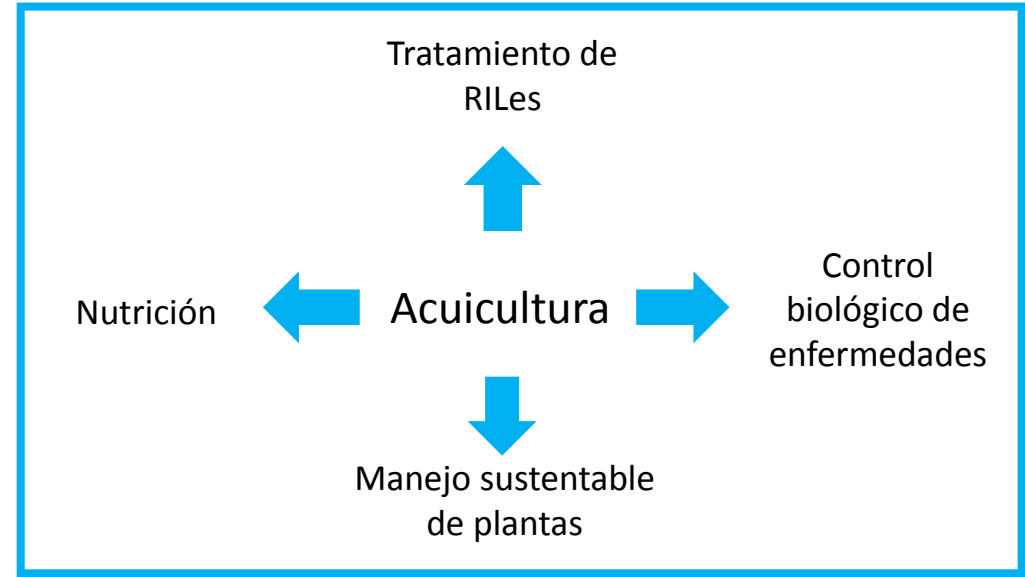 Tratamiento de
RILes
Nutrición
Acuicultura
Control
biológico de
enfermedades
Manejo sustentable
de plantas